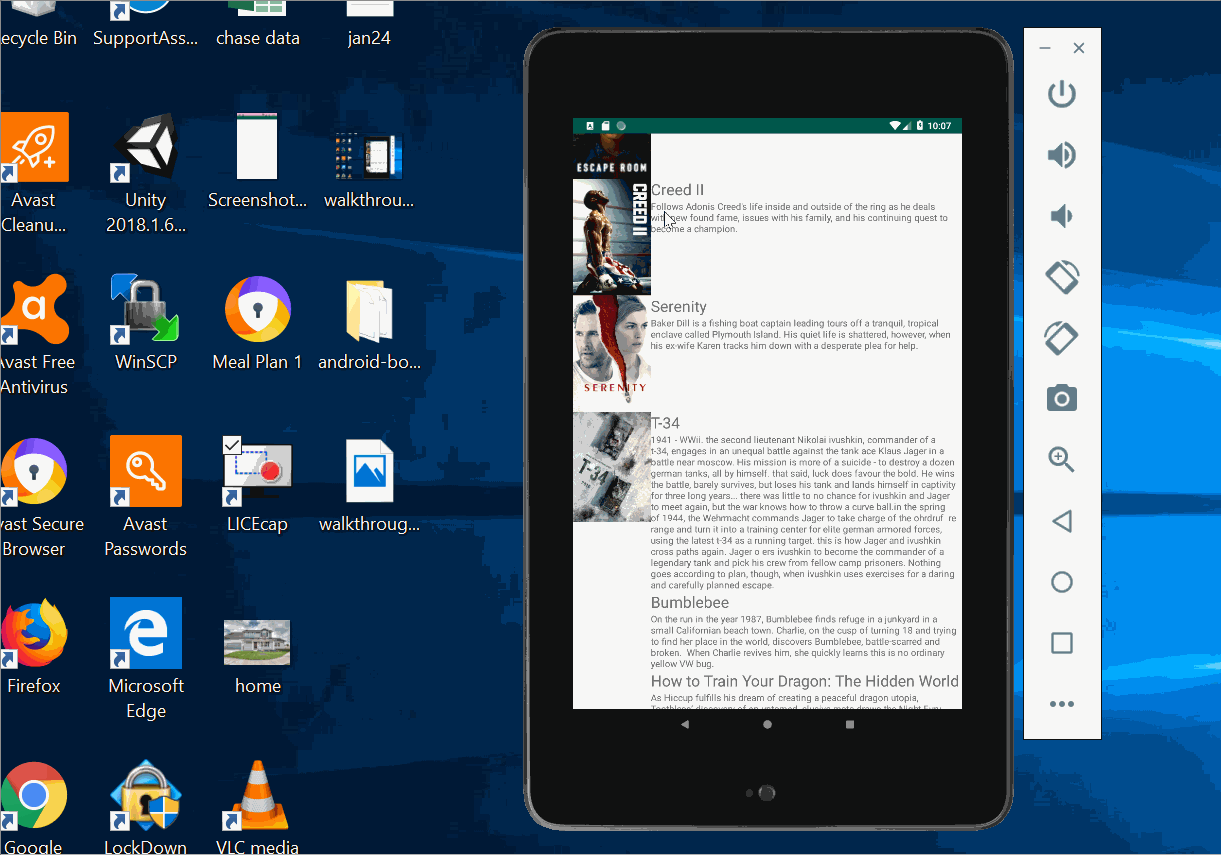 ecycle Bin
SupportAss...
chase data
jan24
Avast
Cleanu...
Unity
2018.1.6...
Screenshot...
walkthrou...
Avast Free
Antivirus
WinSCP
Meal Plan 1
android-bo...
vast Secure
Browser
Avast
Passwords
LICEcap
walkthroug...
Firefox
Microsoft
Edge
home
Google
LockDown
VLC media
10:07
ESCAPE ROOM
CREED II
Creed II
Follows Adonis Creed's life inside and outside of the ring as he deals
with new found fame, issues with his family, and his continuing quest to
become a champion.
SERENITY
Serenity
Baker Dill is a fishing boat captain leading tours off a tranquil, tropical
enclave called Plymouth Island. His quiet life is shattered, however, when
his ex-wife Karen tracks him down with a desperate plea for help.
T-34
T-34
1941 - WWii. the second lieutenant Nikolai ivushkin, commander of a
t-34, engages in an unequal battle against the tank ace Klaus Jager in a
battle near moscow. His mission is more of a suicide - to destroy a dozen
german tanks, all by himself. that said, luck does favour the bold. He wins
the battle, barely survives, but loses his tank and lands himself in captivity
for three long years... there was little to no chance for ivushkin and Jager
to meet again, but the war knows how to throw a curve ball.in the spring
of 1944, the Wehrmacht commands Jager to take charge of the ohrdruf re
range and turn it into a training center for elite german armored forces,
using the latest t-34 as a running target. this is how Jager and ivushkin
cross paths again. Jager o ers ivushkin to become the commander of a
legendary tank and pick his crew from fellow camp prisoners. Nothing
goes according to plan, though, when ivushkin uses exercises for a daring
and carefully planned escape.
Bumblebee
On the run in the year 1987, Bumblebee finds refuge in a junkyard in a
small Californian beach town. Charlie, on the cusp of turning 18 and trying
to find her place in the world, discovers Bumblebee, battle-scarred and
broken. When Charlie revives him, she quickly learns this is no ordinary
yellow VW bug.
How to Train Your Dragon: The Hidden World
As Hiccup fulfills his dream of creating a peaceful dragon utopia,